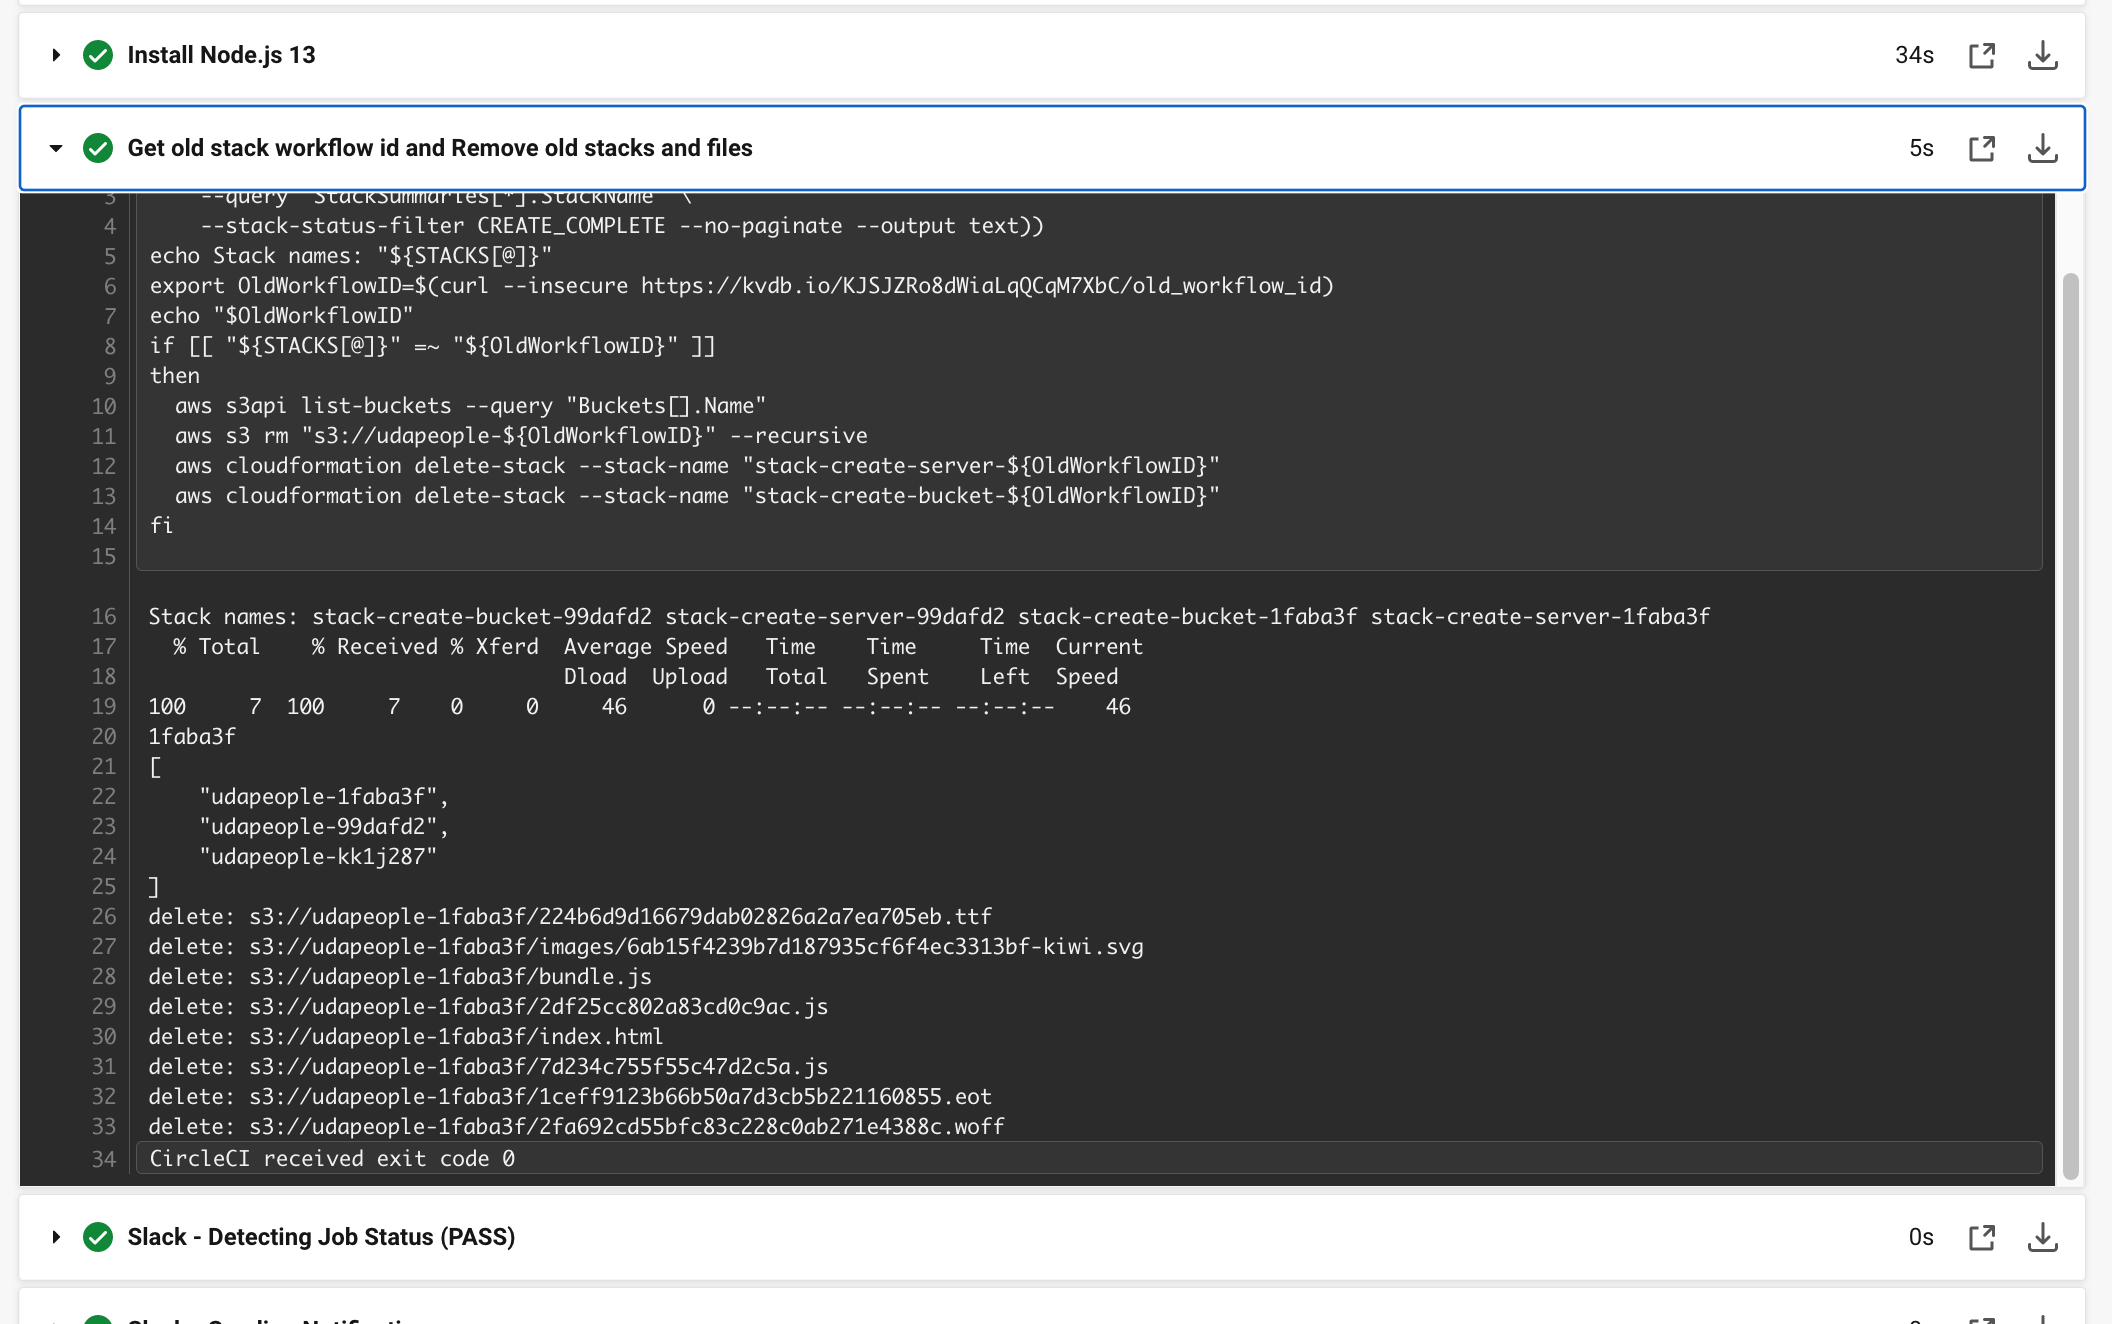 Install Node.js 13
34s
Get old stack workflow id and Remove old stacks and files
5s
3 --query "StackSummaries[*].StackName" \
4 --stack-status-filter CREATE_COMPLETE --no-paginate --output text))
5 echo Stack names: "${STACKS[@]}"
6 export OldWorkflowID=$(curl --insecure https://kvdb.io/KJSJZRo8dWiaLqQCqM7XbC/old_workflow_id)
7 echo "$OldWorkflowID"
8 if [[ "${STACKS[@]}" =~ "${OldWorkflowID}" ]]
9 then
10 aws s3api list-buckets --query "Buckets[].Name"
11 aws s3 rm "s3://udapeople-${OldWorkflowID}" --recursive
12 aws cloudformation delete-stack --stack-name "stack-create-server-${OldWorkflowID}"
13 aws cloudformation delete-stack --stack-name "stack-create-bucket-${OldWorkflowID}"
14 fi
15
16 Stack names: stack-create-bucket-99dafd2 stack-create-server-99dafd2 stack-create-bucket-1faba3f stack-create-server-1faba3f
17 % Total % Received % Xferd Average Speed Time Time Time Current
18 Dload Upload Total Spent Left Speed
19 100 7 100 7 0 0 46 0 --:--:-- --:--:-- --:--:-- 46
20 1faba3f
21 [
22 "udapeople-1faba3f",
23 "udapeople-99dafd2",
24 "udapeople-kk1j287"
25 ]
26 delete: s3://udapeople-1faba3f/224b6d9d16679dab02826a2a7ea705eb.ttf
27 delete: s3://udapeople-1faba3f/images/6ab15f4239b7d187935cf6f4ec3313bf-kiwi.svg
28 delete: s3://udapeople-1faba3f/bundle.js
29 delete: s3://udapeople-1faba3f/2df25cc802a83cd0c9ac.js
30 delete: s3://udapeople-1faba3f/index.html
31 delete: s3://udapeople-1faba3f/7d234c755f55c47d2c5a.js
32 delete: s3://udapeople-1faba3f/1ceff9123b66b50a7d3cb5b221160855.eot
33 delete: s3://udapeople-1faba3f/2fa692cd55bfc83c228c0ab271e4388c.woff
34 CircleCI received exit code 0
Slack - Detecting Job Status (PASS)
0s